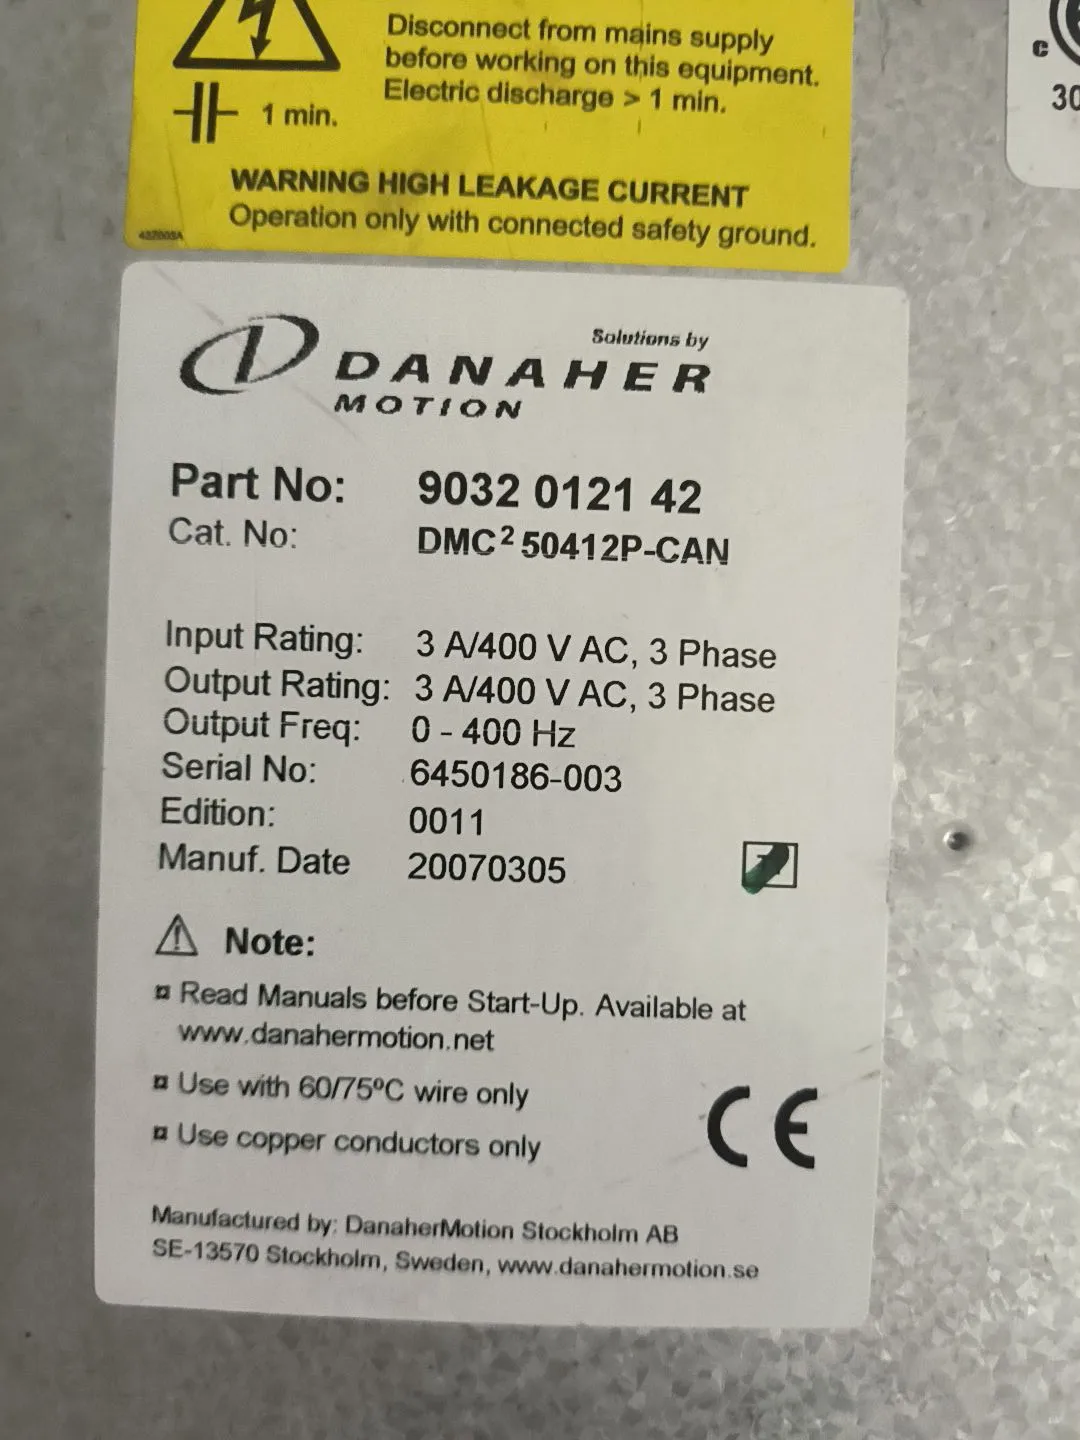 Disconnect from mains supply
before working on this equipment.
Electric discharge > 1 min.
1 min.
WARNING HIGH LEAKAGE CURRENT
Operation only with connected safety ground.
c
30
Solutions by
DANAHER
MOTION
Part No: 9032 0121 42
Cat. No: DMC² 50412P-CAN
Input Rating: 3 A/400 V AC, 3 Phase
Output Rating: 3 A/400 V AC, 3 Phase
Output Freq: 0 - 400 Hz
Serial No: 6450186-003
Edition: 0011
Manuf. Date 20070305
Note:
Read Manuals before Start-Up. Available at
www.danahermotion.net
Use with 60/75ºC wire only
Use copper conductors only
CE
Manufactured by: DanaherMotion Stockholm AB
SE-13570 Stockholm, Sweden, www.danahermotion.se